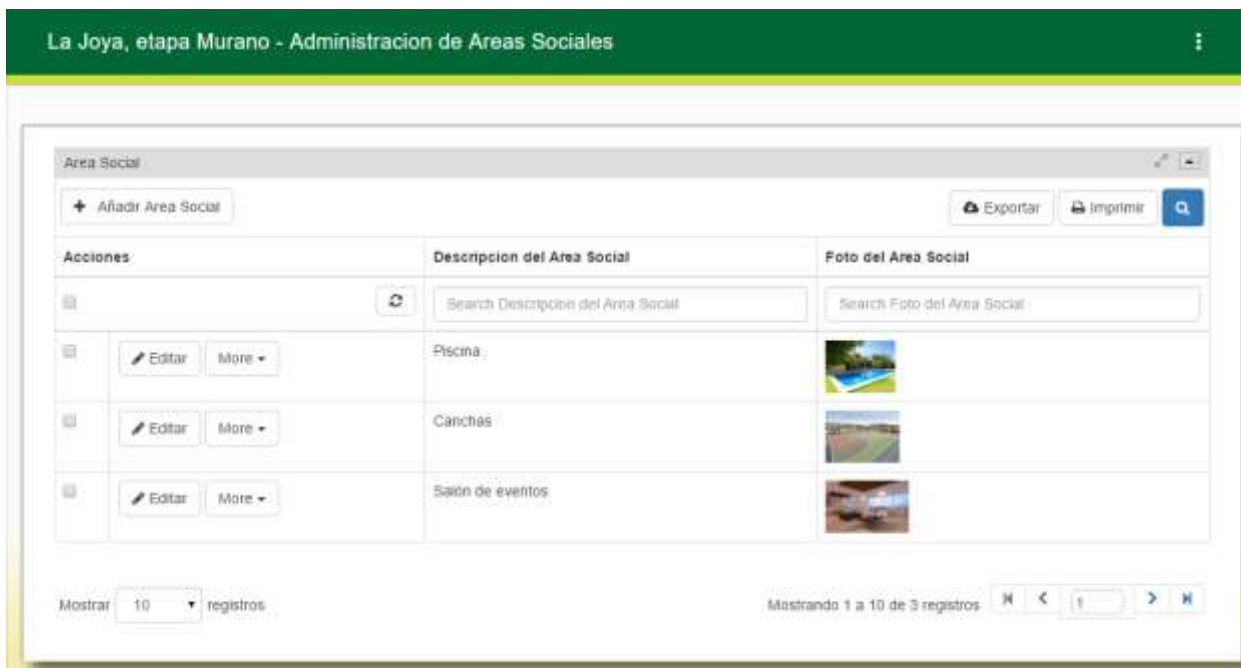 La Joya, etapa Murano - Administracion de Areas Sociales
Area Social
+ Añadir Area Social
Exportar
Imprimir
Acciones
Descripcion del Area Social
Foto del Area Social
Search Descripcion del Area Social
Search Foto del Area Social
Editar
More
Piscina
Editar
More
Canchas
Editar
More
Salón de eventos
Mostrar 10 registros
Mostrando 1 a 10 de 3 registros
1